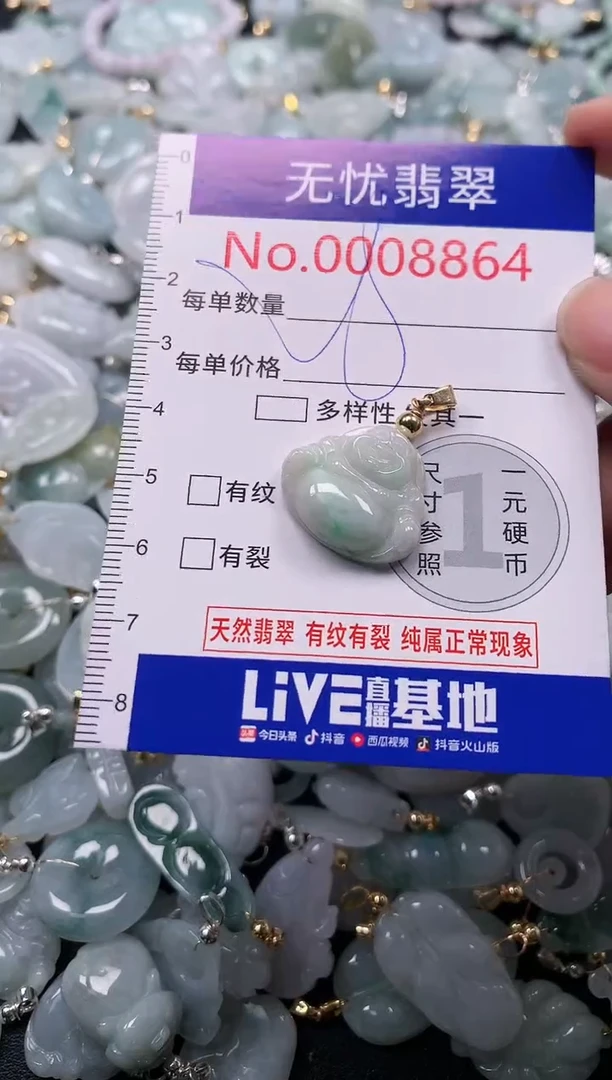 0
1
2
3
4
5
6
7
8
无忧翡翠
No.0008864
每单数量
每单价格
多样性 其一
有纹
有裂
尺寸参照
1
一元硬币
天然翡翠 有纹有裂 纯属正常现象
LiVE直播基地
头条 今日头条 抖音 西瓜视频 抖音火山版